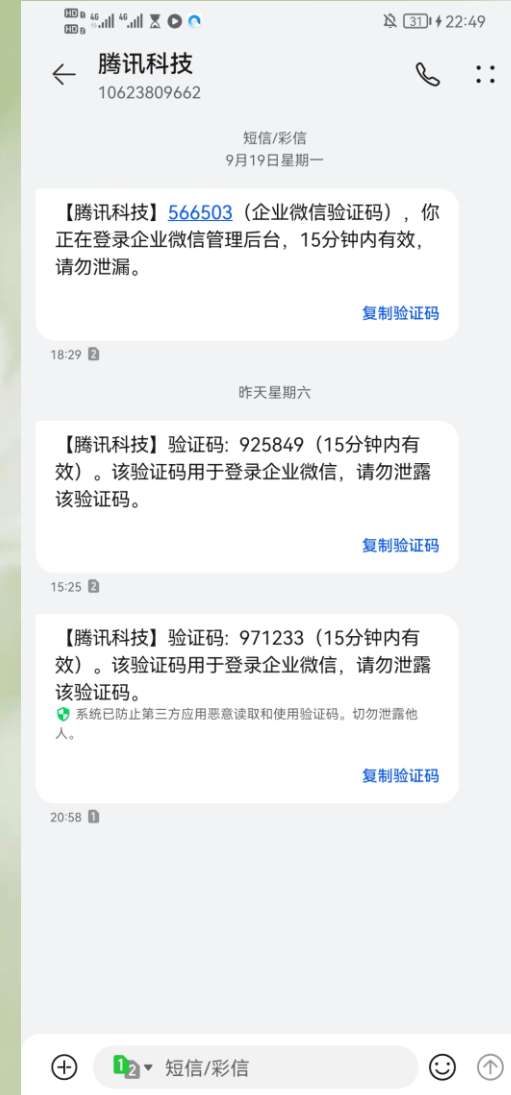 HD 46 46 31 22:49
腾讯科技
10623809662
短信/彩信
9月19日星期一
【腾讯科技】566503（企业微信验证码）, 你
正在登录企业微信管理后台，15分钟内有效，
请勿泄漏。
复制验证码
18:29 2
昨天星期六
【腾讯科技】验证码: 925849（15分钟内有
效）。该验证码用于登录企业微信，请勿泄露
该验证码。
复制验证码
15:25 2
【腾讯科技】验证码: 971233（15分钟内有
效）。该验证码用于登录企业微信，请勿泄露
该验证码。
系统已防止第三方应用恶意读取和使用验证码。切勿泄露他
人。
复制验证码
20:58 1
1 2 短信/彩信